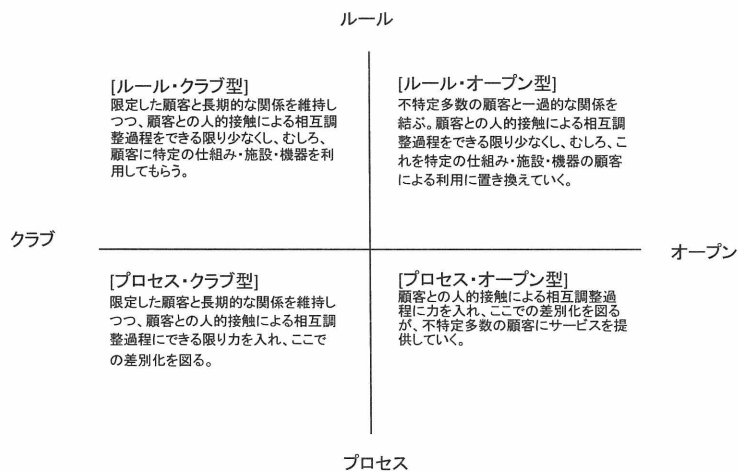 ルール
[ルール・クラブ型]
限定した顧客と長期的な関係を維持し
つつ、顧客との人的接触による相互調
整過程をできる限り少なくし、むしろ、
顧客に特定の仕組み・施設・機器を利
用してもらう。
[ルール・オープン型]
不特定多数の顧客と一過的な関係を
結ぶ。顧客との人的接触による相互調
整過程をできる限り少なくし、むしろ、こ
れを特定の仕組み・施設・機器の顧客
による利用に置き換えていく。
クラブ
オープン
[プロセス・クラブ型]
限定した顧客と長期的な関係を維持し
つつ、顧客との人的接触による相互調
整過程にできる限り力を入れ、ここで
の差別化を図る。
[プロセス・オープン型]
顧客との人的接触による相互調整過
程に力を入れ、ここでの差別化を図る
が、不特定多数の顧客にサービスを提
供していく。
プロセス